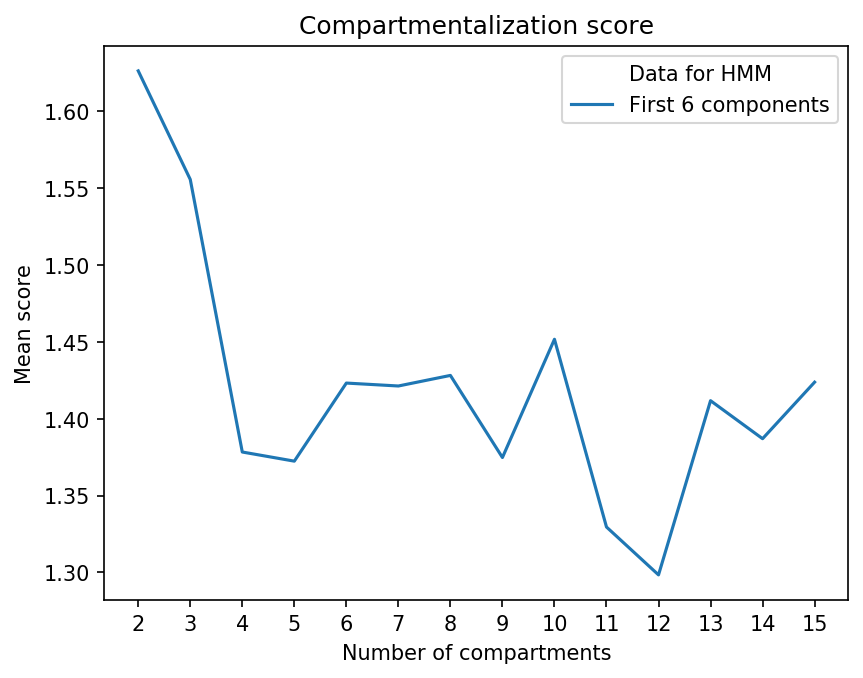 Compartmentalization score
Data for HMM
First 6 components
Mean score
1.60
1.55
1.50
1.45
1.40
1.35
1.30
2 3 4 5 6 7 8 9 10 11 12 13 14 15
Number of compartments